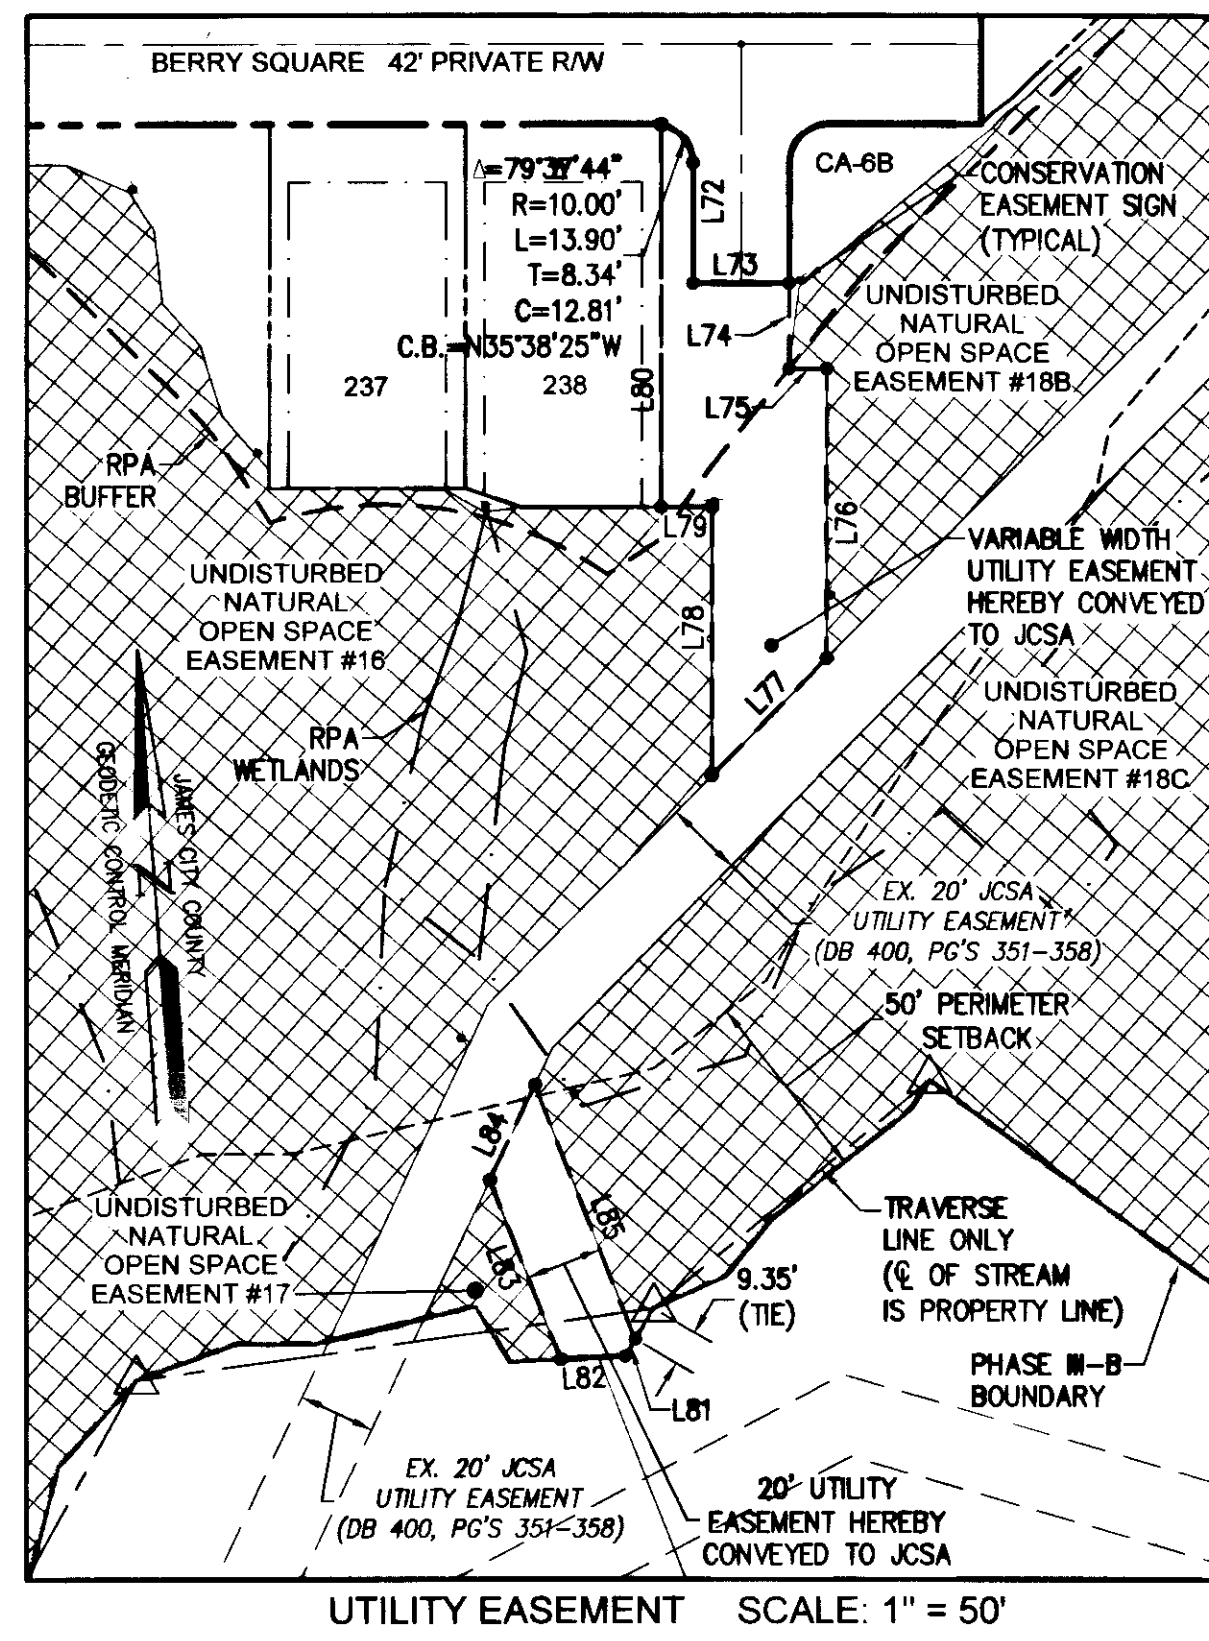 BERRY SQUARE 42' PRIVATE R/W
R=10.00'
L=13.90'
T=8.34'
C=12.81'
C.B.=N35°38'25"W
L72
CA-6B
CONSERVATION
EASEMENT SIGN
(TYPICAL)
L73
UNDISTURBED
NATURAL
OPEN SPACE
EASEMENT #18B
L74
237
238
L80
L75
RPA
BUFFER
L79
L76
VARIABLE WIDTH
UTILITY EASEMENT
HEREBY CONVEYED
TO JCSA
UNDISTURBED
NATURAL
OPEN SPACE
EASEMENT #16
L78
L77
UNDISTURBED
NATURAL
OPEN SPACE
EASEMENT #18C
RPA
WETLANDS
JAMES CITY COUNTY
GEODETIC CONTROL MERIDIAN
N
EX. 20' JCSA
UTILITY EASEMENT
(DB 400, PG'S 351-358)
50' PERIMETER
SETBACK
L84
UNDISTURBED
NATURAL
OPEN SPACE
EASEMENT #17
L83
L85
9.35'
(TIE)
TRAVERSE
LINE ONLY
(℄ OF STREAM
IS PROPERTY LINE)
L82
L81
PHASE III-B
BOUNDARY
EX. 20' JCSA
UTILITY EASEMENT
(DB 400, PG'S 351-358)
20' UTILITY
EASEMENT HEREBY
CONVEYED TO JCSA
UTILITY EASEMENT SCALE: 1" = 50'